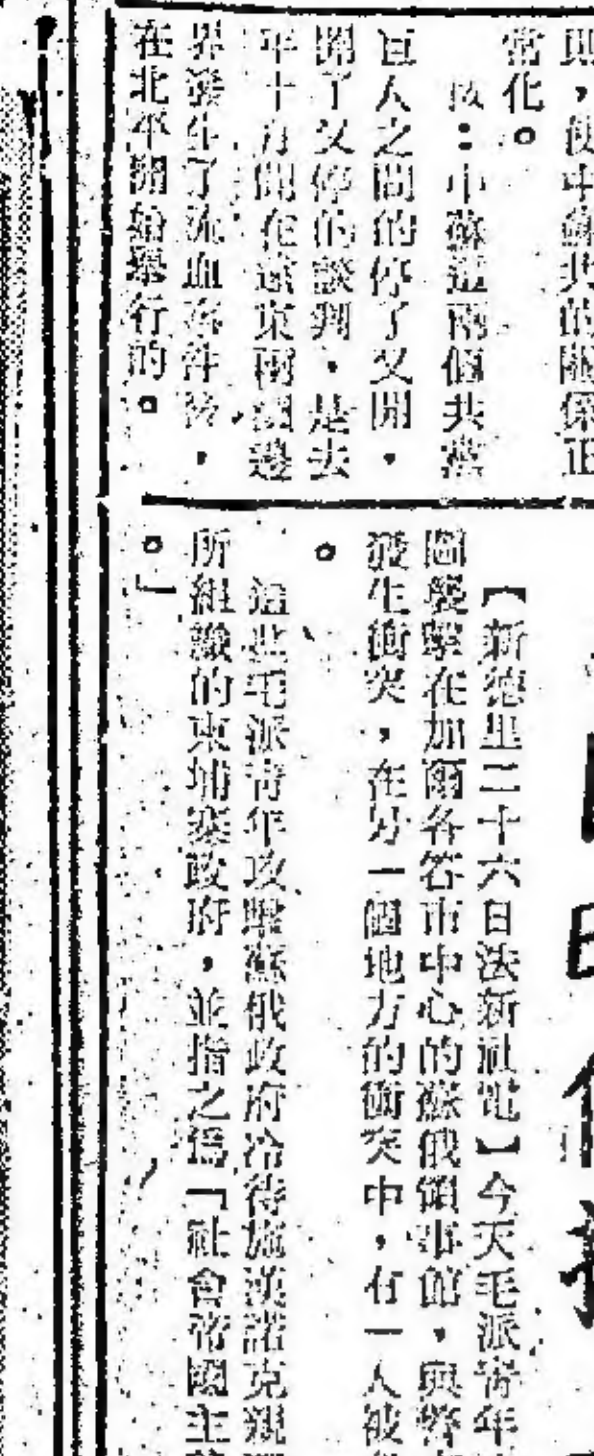 則,使中蘇共的關係正
常化。
按:中蘇這兩個共黨
巨人之間的停了又開,
開了又停的談判,是去
年十月間在遠東兩國邊
界發生了流血事件後,
在北平開始舉行的。
【新德里二十六日法新社電】今天毛派青年
圖襲擊在加爾各答市中心的蘇俄領事館,與警
發生衝突,在另一個地方的衝突中,有一人被
。
這些毛派青年攻擊蘇俄政府冷待施漢諾克親
所組織的柬埔寨政府,並指之爲「社會帝國主
。」